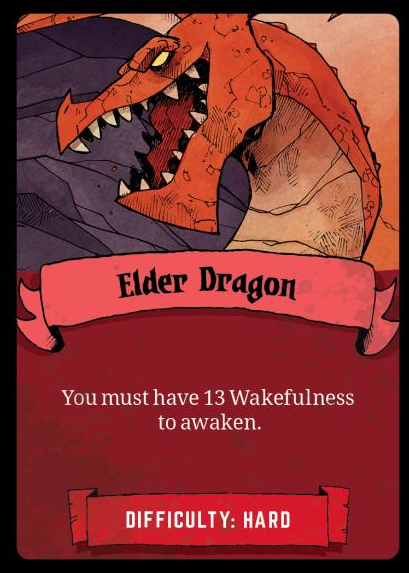 Elder Dragon
You must have 13 Wakefulness
to awaken.
DIFFICULTY: HARD